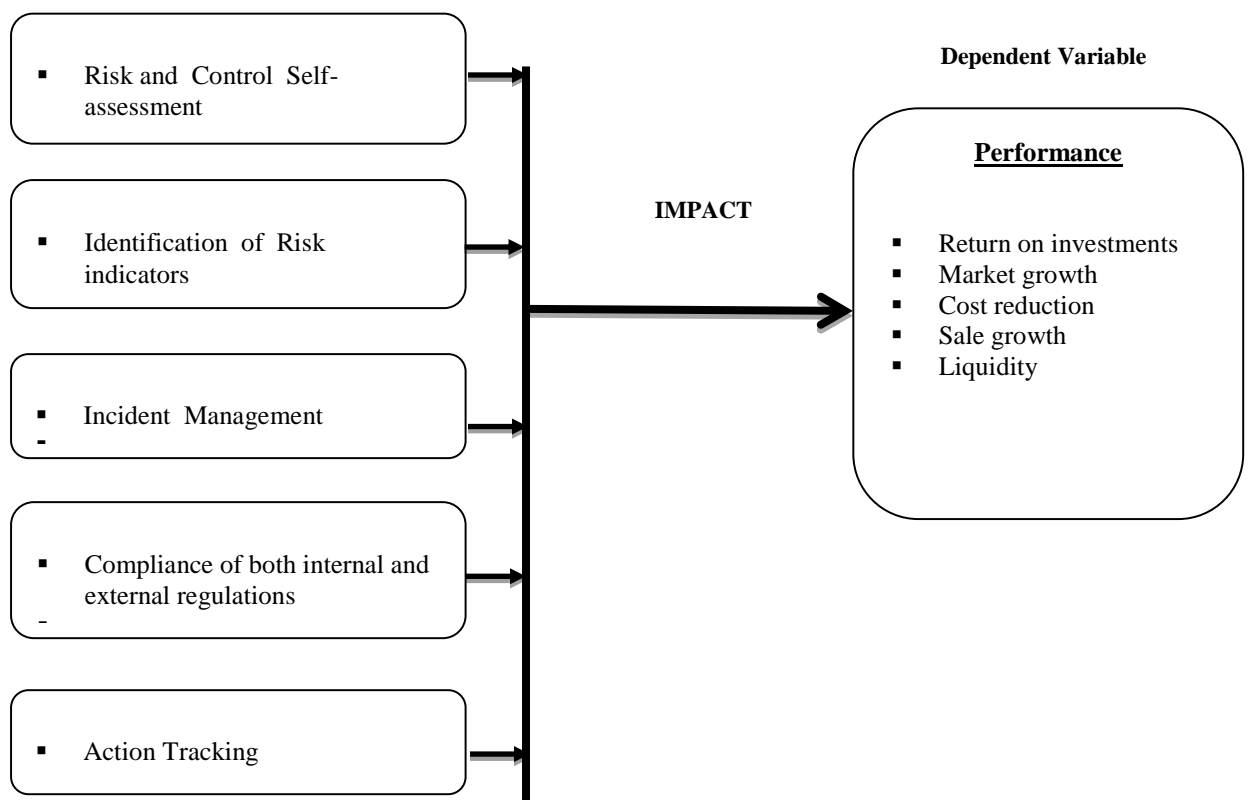 ▪ Risk and Control Self-
assessment
▪ Identification of Risk
indicators
▪ Incident Management
-
▪ Compliance of both internal and
external regulations
-
▪ Action Tracking
IMPACT
Dependent Variable
Performance
▪ Return on investments
▪ Market growth
▪ Cost reduction
▪ Sale growth
▪ Liquidity